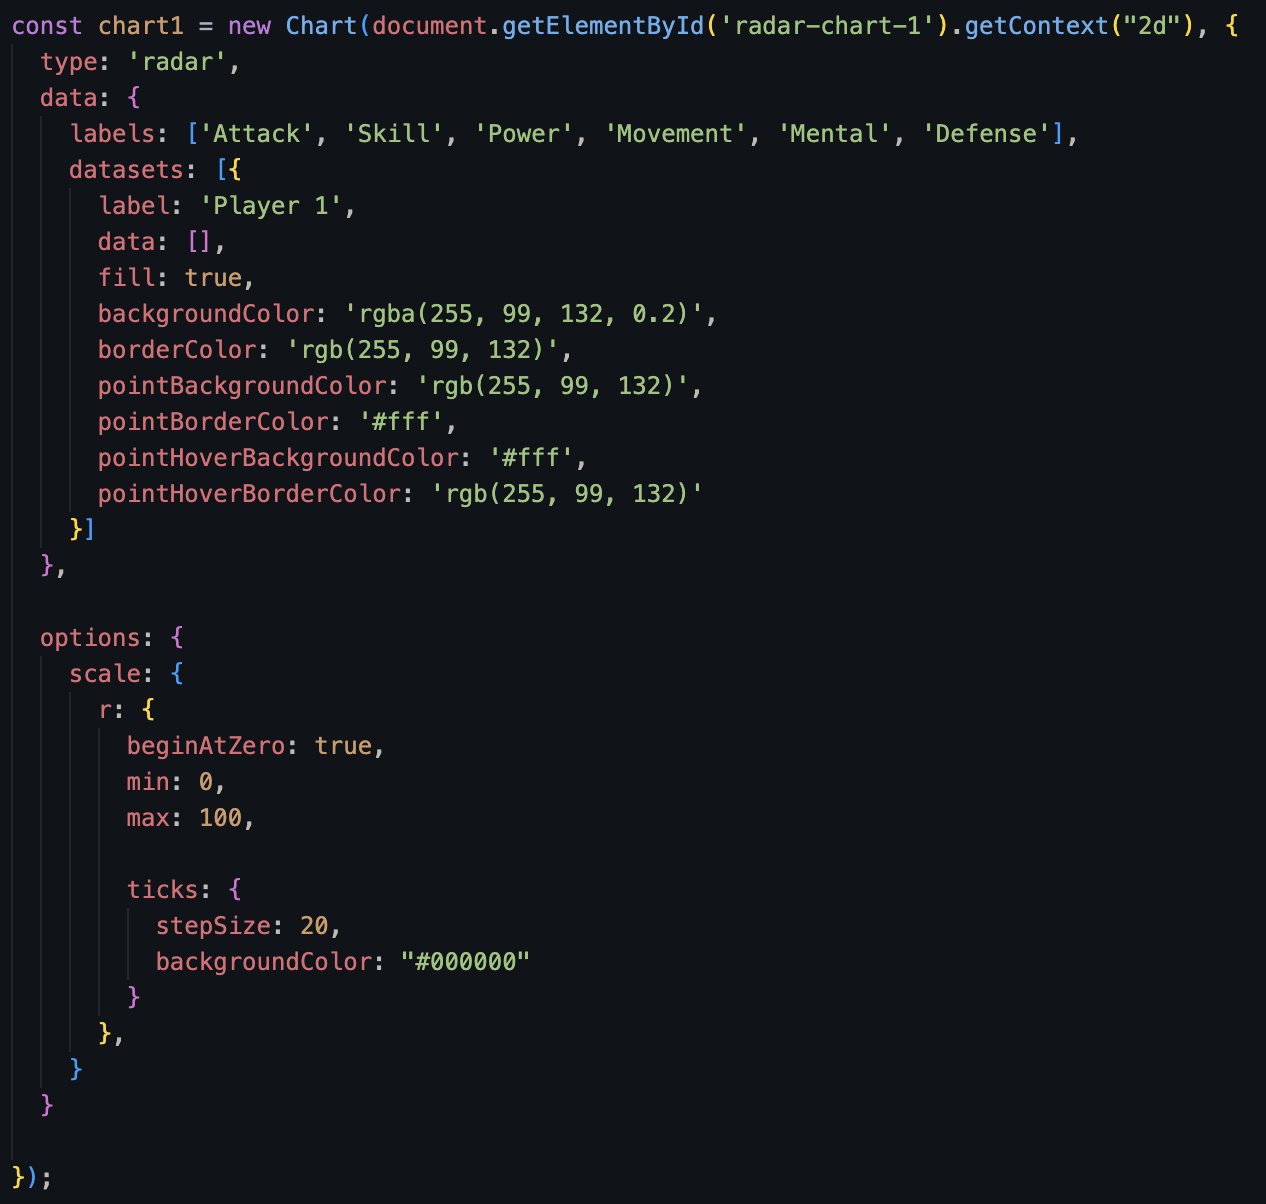 const chart1 = new Chart(document.getElementById('radar-chart-1').getContext("2d"), {
  type: 'radar',
  data: {
    labels: ['Attack', 'Skill', 'Power', 'Movement', 'Mental', 'Defense'],
    datasets: [{
      label: 'Player 1',
      data: [],
      fill: true,
      backgroundColor: 'rgba(255, 99, 132, 0.2)',
      borderColor: 'rgb(255, 99, 132)',
      pointBackgroundColor: 'rgb(255, 99, 132)',
      pointBorderColor: '#fff',
      pointHoverBackgroundColor: '#fff',
      pointHoverBorderColor: 'rgb(255, 99, 132)'
    }]
  },

  options: {
    scale: {
      r: {
        beginAtZero: true,
        min: 0,
        max: 100,

        ticks: {
          stepSize: 20,
          backgroundColor: "#000000"
        }
      },
    }
  }

});